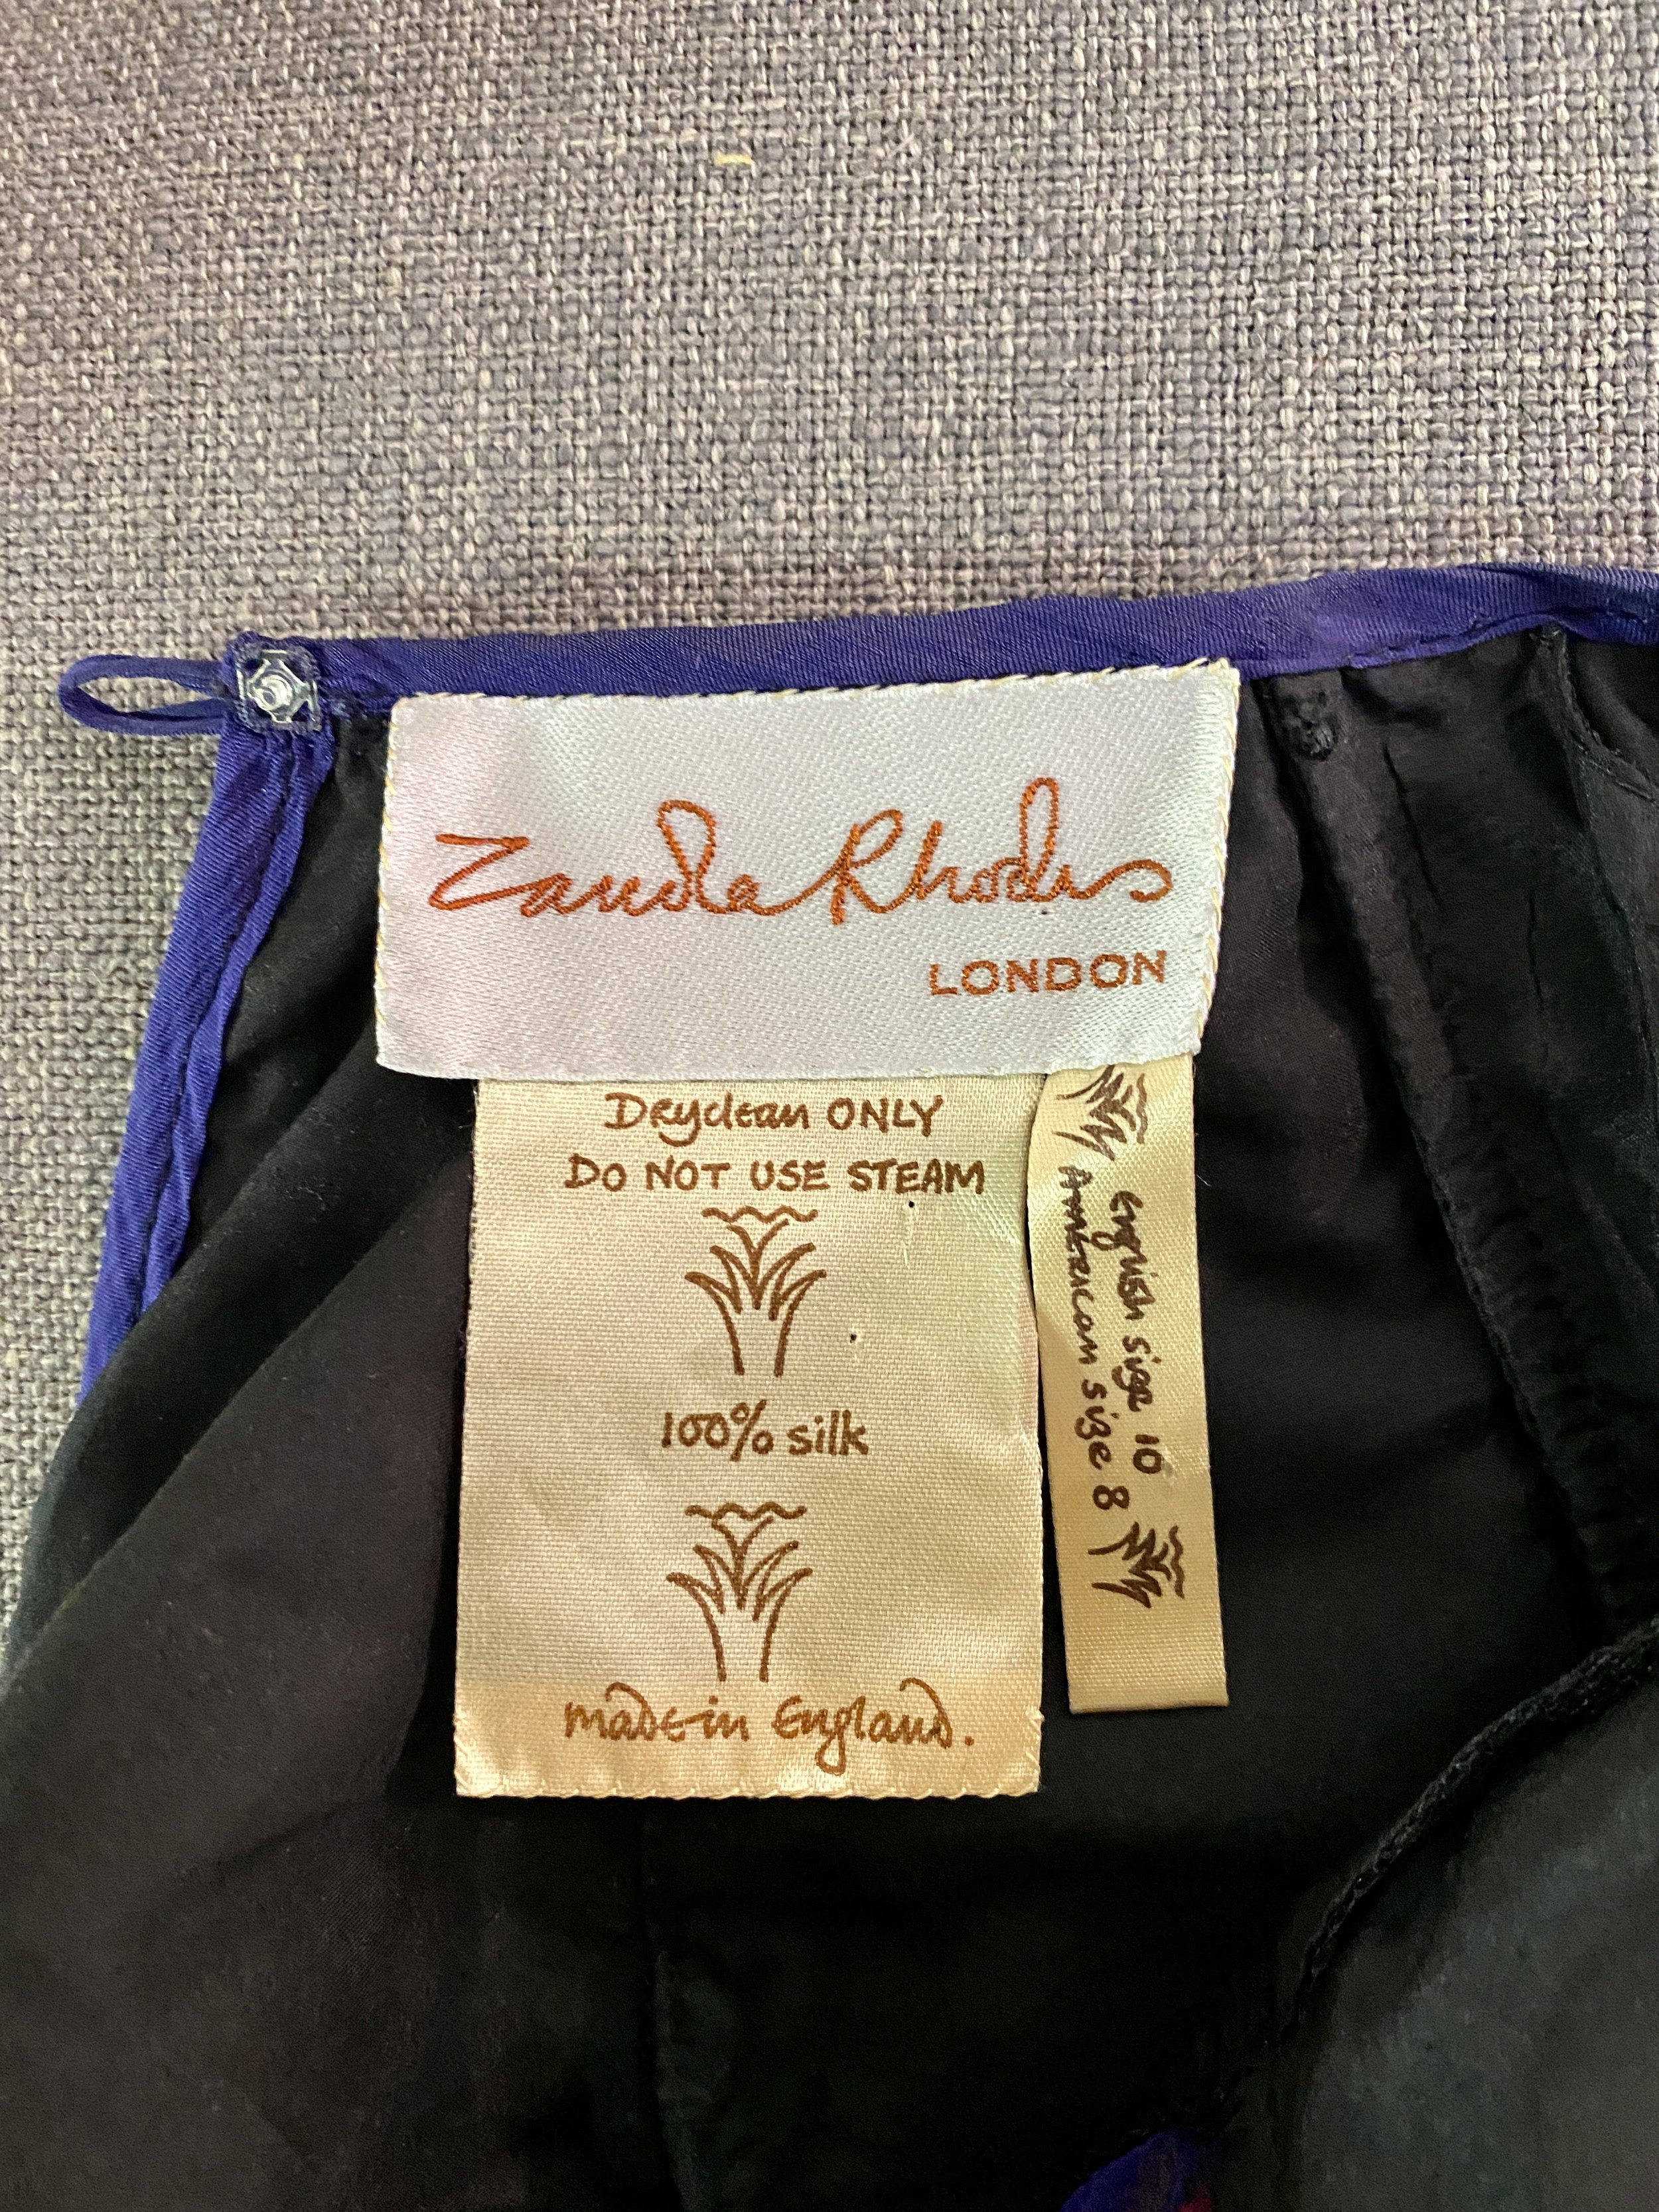 Zandra Rhodes
LONDON
Dryclean ONLY
DO NOT USE STEAM
100% silk
made in England.
English size 10
American size 8